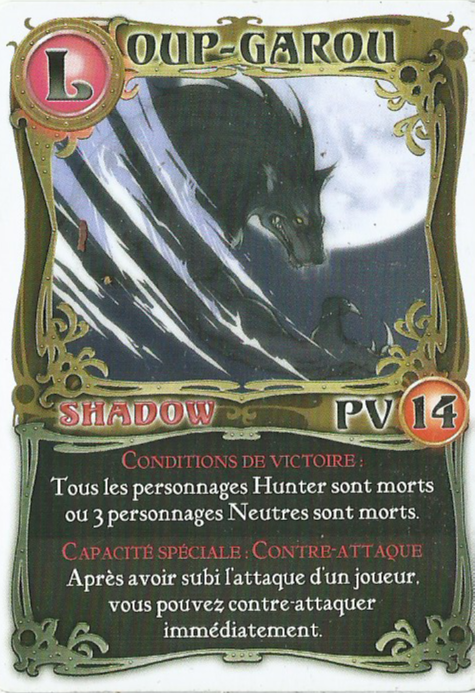 LOUP-GAROU
SHADOW PV 14
CONDITIONS DE VICTOIRE :
Tous les personnages Hunter sont morts
ou 3 personnages Neutres sont morts.
CAPACITÉ SPÉCIALE : CONTRE-ATTAQUE
Après avoir subi l'attaque d'un joueur,
vous pouvez contre-attaquer
immédiatement.